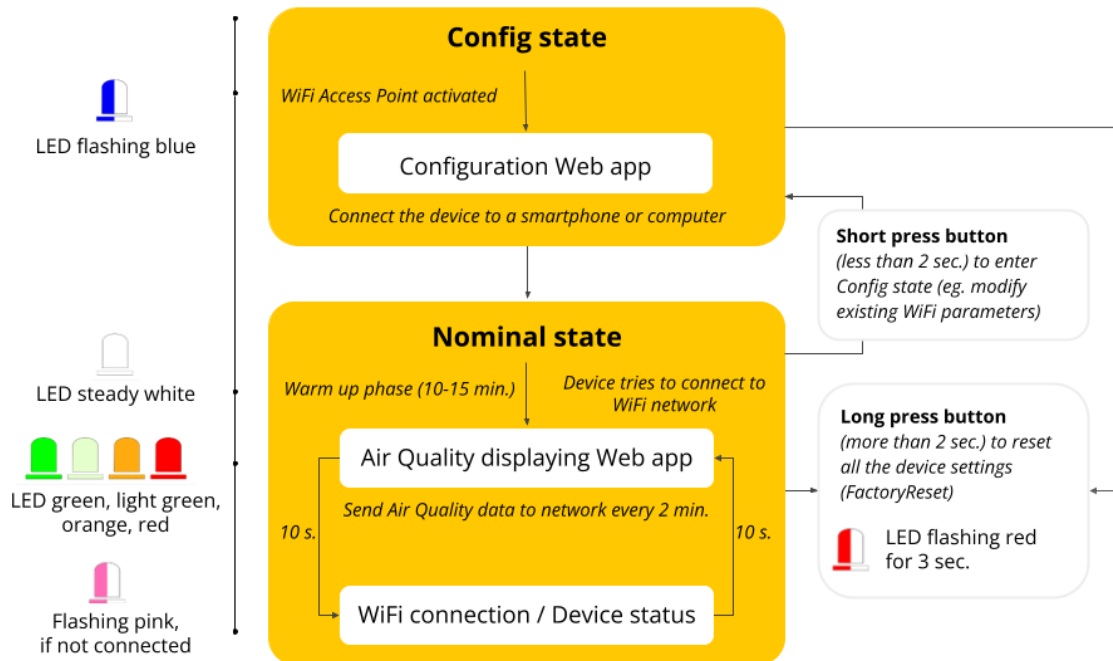 Config state
WiFi Access Point activated
LED flashing blue
Configuration Web app
Connect the device to a smartphone or computer
Short press button
(less than 2 sec.) to enter
Config state (eg. modify
existing WiFi parameters)
Nominal state
LED steady white
Warm up phase (10-15 min.)
Device tries to connect to
WiFi network
Long press button
(more than 2 sec.) to reset
all the device settings
(FactoryReset)
LED flashing red
for 3 sec.
Air Quality displaying Web app
LED green, light green,
orange, red
Send Air Quality data to network every 2 min.
10 s.
10 s.
WiFi connection / Device status
Flashing pink,
if not connected